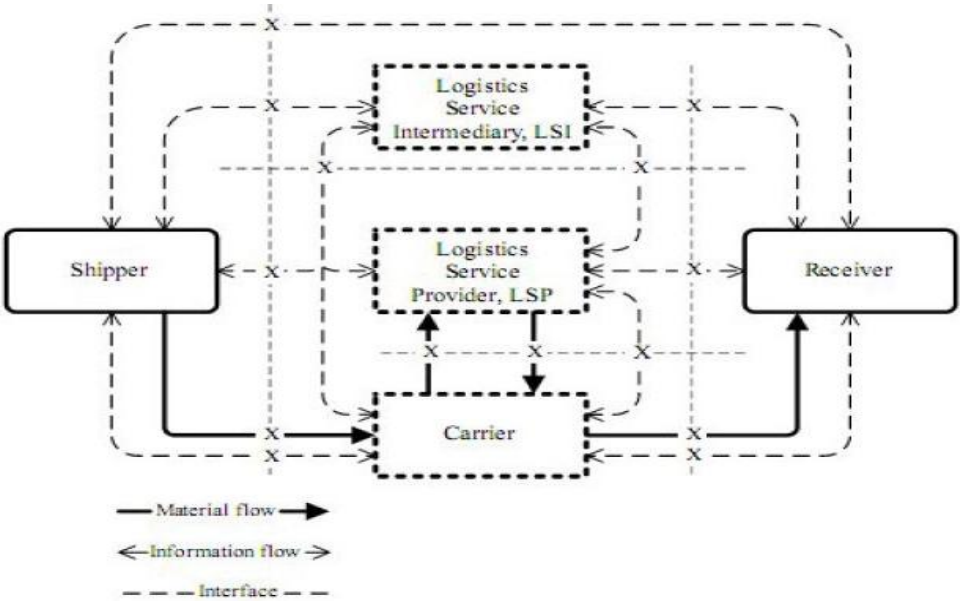 X
Logistics
Service
Intermediary, LSI
X
X
X
X
Shipper
Logistics
Service
Provider, LSP
Receiver
X
X
X
X
X
Carrier
X
X
X
X
Material flow
Information flow
Interface